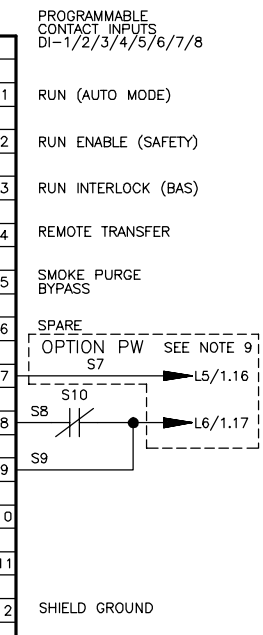 PROGRAMMABLE
CONTACT INPUTS
DI-1/2/3/4/5/6/7/8
1 RUN (AUTO MODE)
2 RUN ENABLE (SAFETY)
3 RUN INTERLOCK (BAS)
4 REMOTE TRANSFER
5 SMOKE PURGE
BYPASS
6 SPARE
OPTION PW SEE NOTE 9
S7
7 L5/1.16
S10
8 S8 L6/1.17
9 S9
0
11
2 SHIELD GROUND